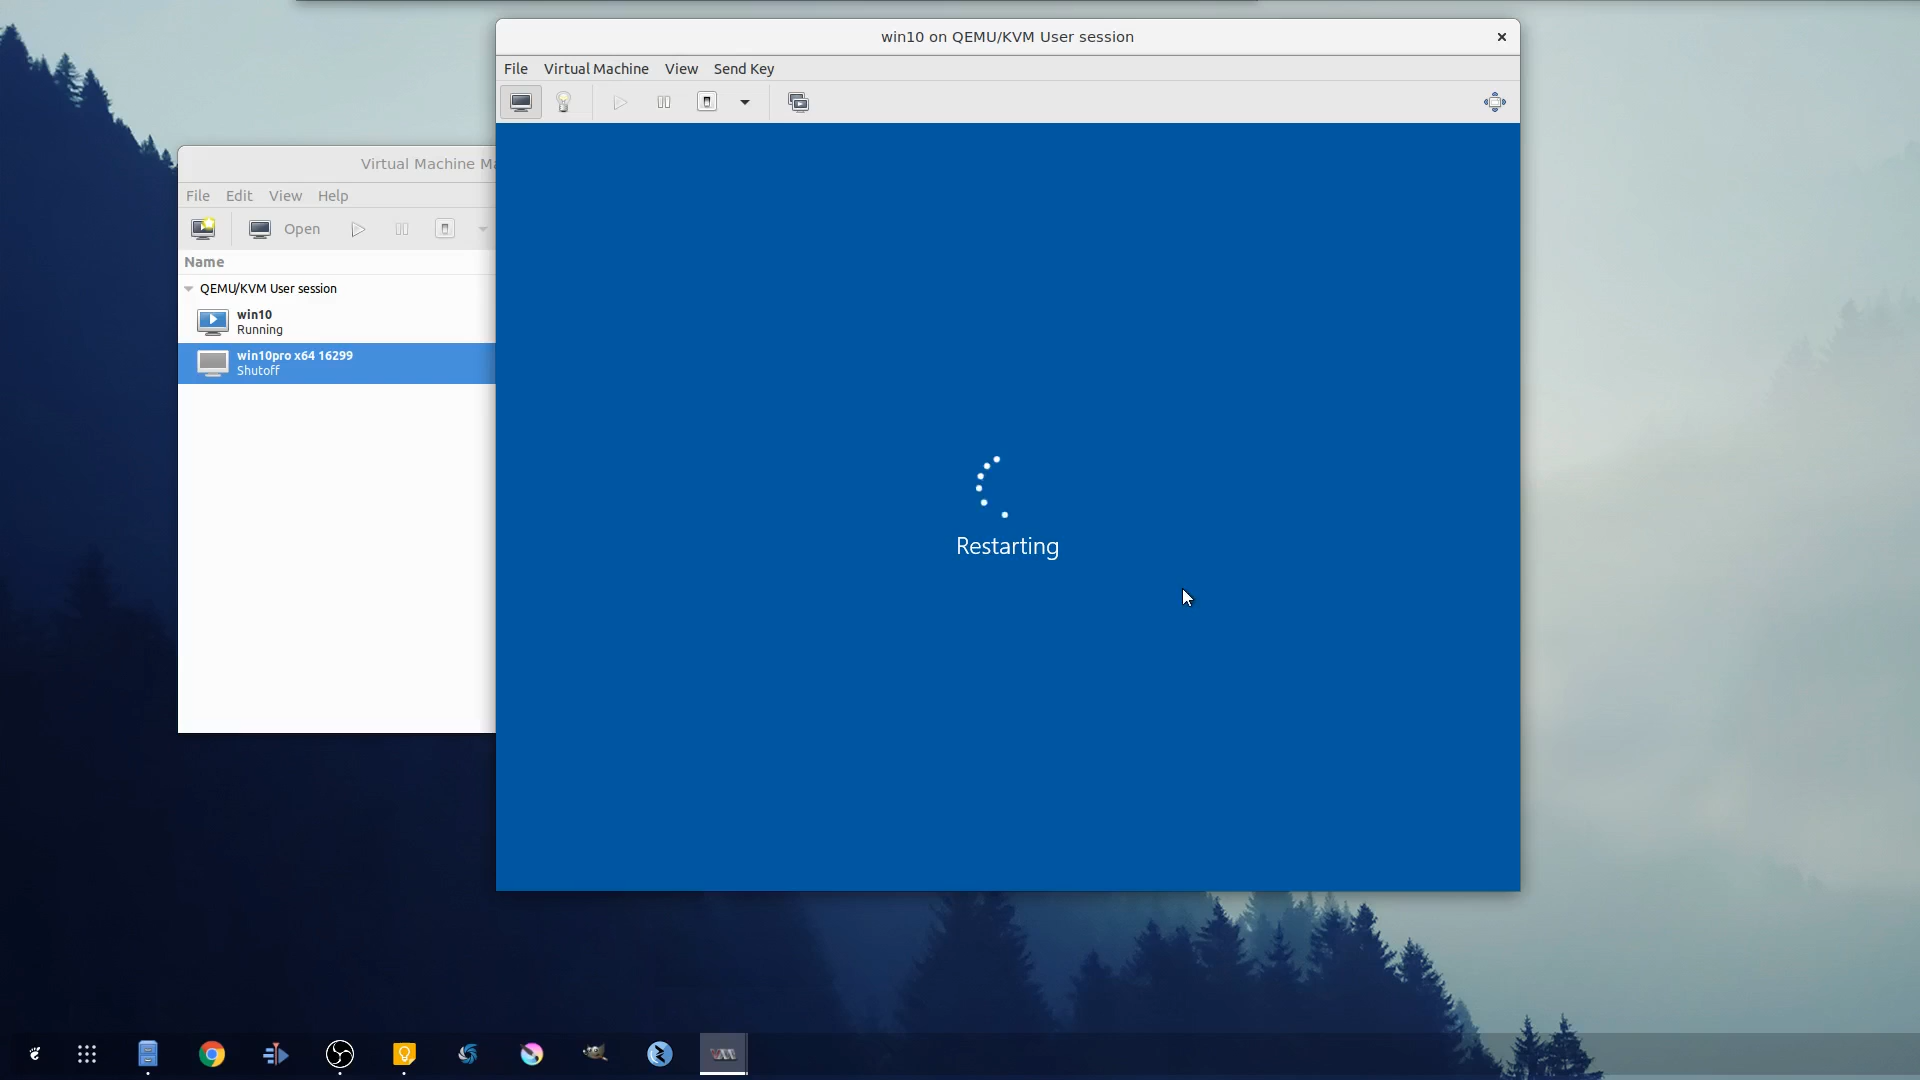 win10 on QEMU/KVM User session
File Virtual Machine View Send Key
Virtual Machine Ma
File Edit View Help
Open
Name
QEMU/KVM User session
win10
Running
win10pro x64 16299
Shutoff
Restarting